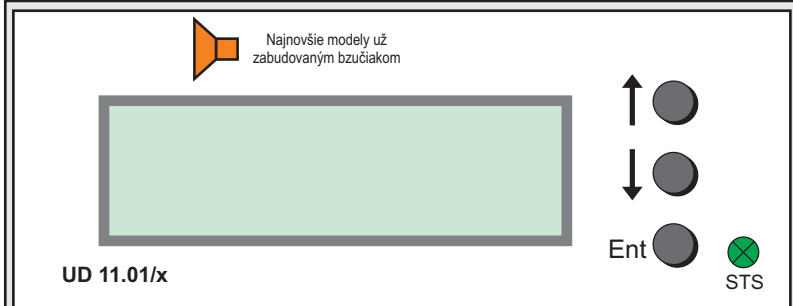 Najnovšie modely už
zabudovaným bzučiakom
Ent
STS
UD 11.01/x